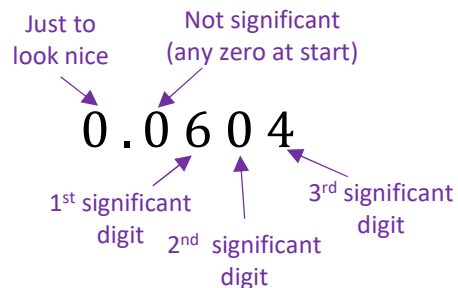 Just to
look nice
Not significant
(any zero at start)
0.0604
1st significant
digit
2nd significant
digit
3rd significant
digit